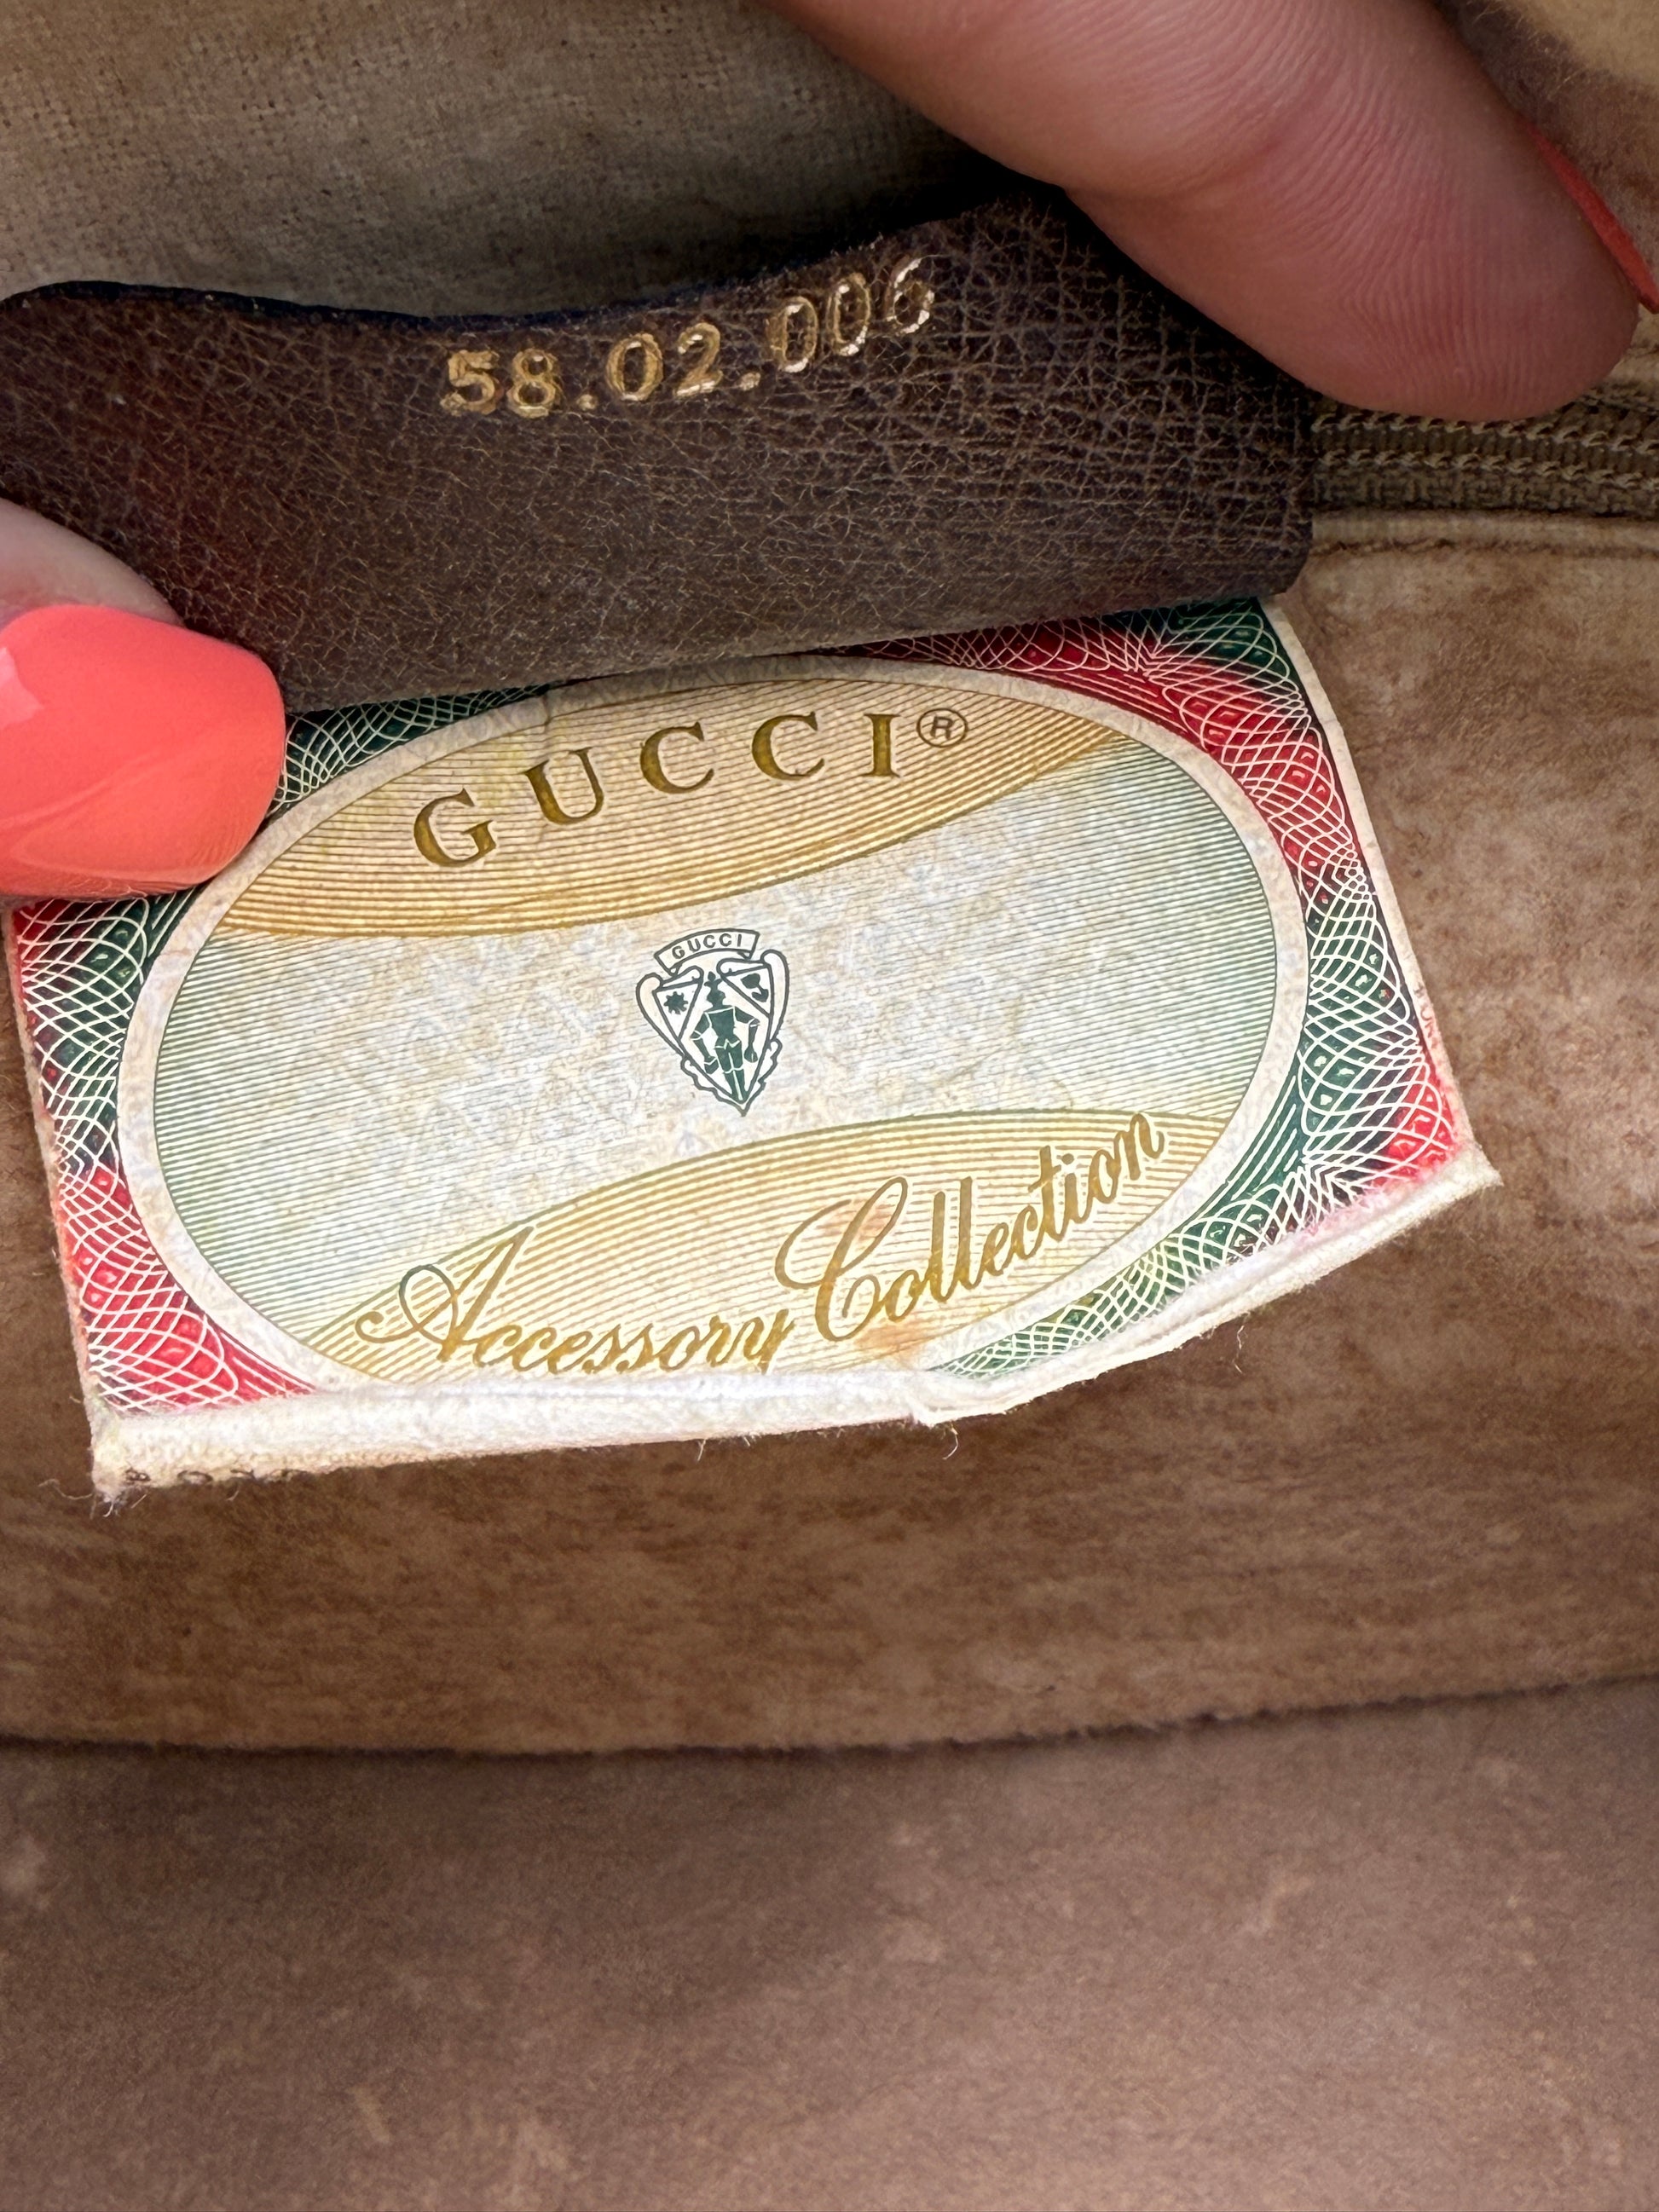 58.02.006
GUCCI®
GUCCI
Accessory Collection